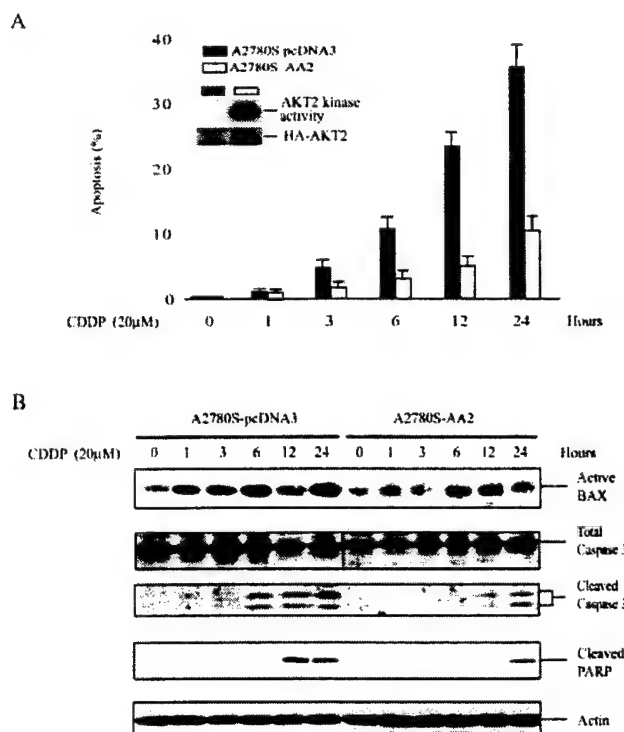 A
40
30
20
10
0
Apoptosis (%)
A2780S pcDNA3
A2780S AA2
AKT2 kinase
activity
HA-AKT2
CDDP (20μM) 0 1 3 6 12 24 Hours
B
A2780S-pcDNA3 A2780S-AA2
CDDP (20μM) 0 1 3 6 12 24 0 1 3 6 12 24 Hours
Active
BAX
Total
Caspase 3
Cleaved
Caspase 3
Cleaved
PARP
Actin